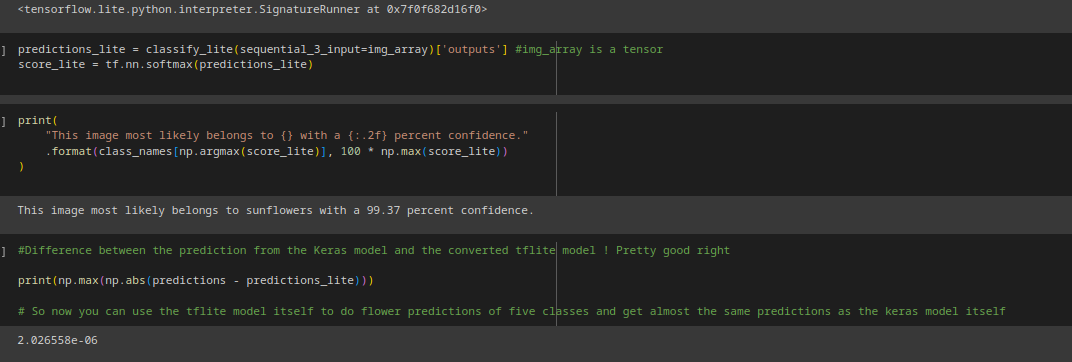 <tensorflow.lite.python.interpreter.SignatureRunner at 0x7f0f682d16f0>
] predictions_lite = classify_lite(sequential_3_input=img_array)['outputs'] #img_array is a tensor
score_lite = tf.nn.softmax(predictions_lite)
] print(
    "This image most likely belongs to {} with a {:.2f} percent confidence."
    .format(class_names[np.argmax(score_lite)], 100 * np.max(score_lite))
)
This image most likely belongs to sunflowers with a 99.37 percent confidence.
] #Difference between the prediction from the Keras model and the converted tflite model ! Pretty good right
print(np.max(np.abs(predictions - predictions_lite)))
# So now you can use the tflite model itself to do flower predictions of five classes and get almost the same predictions as the keras model itself
2.026558e-06